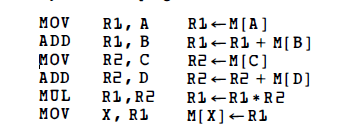 MOV R1, A R1←M[A]
ADD R1, B R1←R1 + M[B]
MOV R2, C R2←M[C]
ADD R2, D R2←R2 + M[D]
MUL R1,R2 R1←R1*R2
MOV X, R1 M[X]←R1